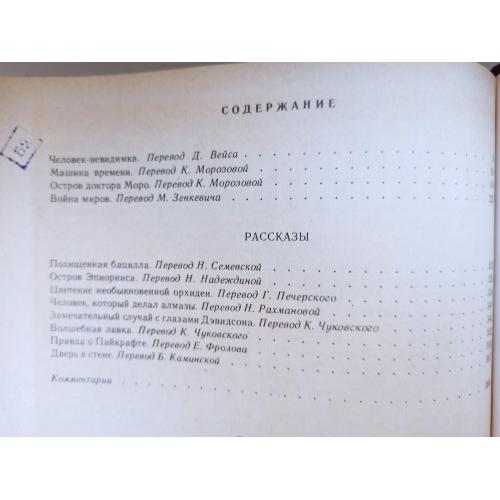 СОДЕРЖАНИЕ
Человек-невидимка. Перевод Д. Вейса
Машина времени. Перевод К. Морозовой
Остров доктора Моро. Перевод К. Морозовой
Война миров. Перевод М. Зенкевича
РАССКАЗЫ
Похищенная бацилла. Перевод Н. Семевской
Остров Эпиорниса. Перевод Н. Надеждиной
Цветение необыкновенной орхидеи. Перевод Г. Печерского
Человек, который делал алмазы. Перевод Н. Рахмановой
Замечательный случай с глазами Дэвидсона. Перевод К. Чуковского
Волшебная лавка. Перевод К. Чуковского
Правда о Пайкрафте. Перевод Е. Фролова
Дверь в стене. Перевод Б. Каминской
Комментарии